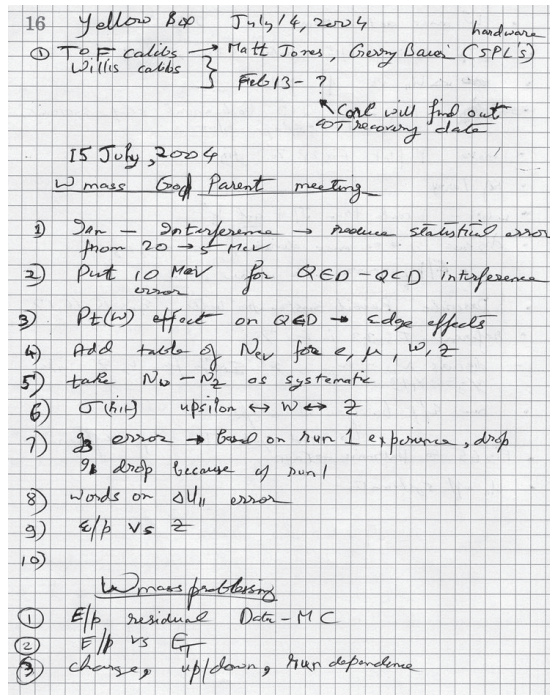 16 Yellow Box July 14, 2004
hardware
① TOF calibs → Matt Jones, Gerry Bauer (SPL's)
Willis calibs } Feb 13 - ?
Carl will find out
COT recovery date
15 July, 2004
W mass God Parent meeting
1) Ian — Interference → reduce statistical error
from 20 → 5 MeV
2) Put 10 MeV for QED-QCD interference
error
3) Pt(W) effect on QED → edge effects
4) Add table of Nev for e, μ, W, Z
5) take Nw - Nz as systematic
6) σ(hit) upsilon ↔ W ↔ Z
7) error → based on run 1 experience, drop
drop because of run 1
8) words on ΔU₁₁ error
9) E/p vs Z
10)
W mass problessing
① E/p residual Data - MC
② E/p vs ET
③ charge, up/down, run dependence